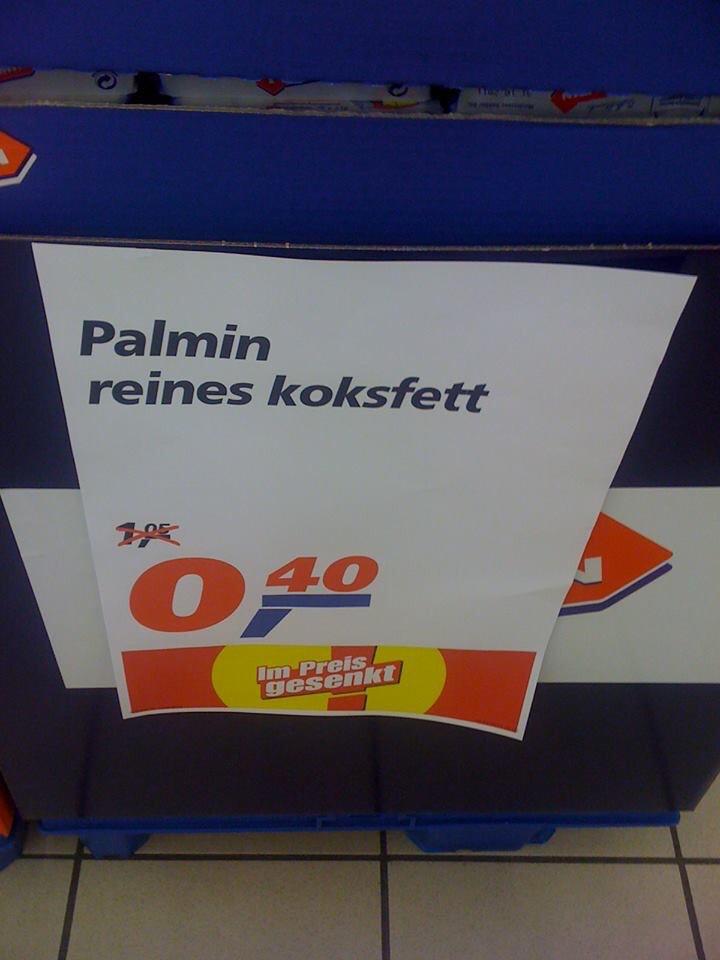 Palmin
reines koksfett
0,40
Im Preis
gesenkt
N